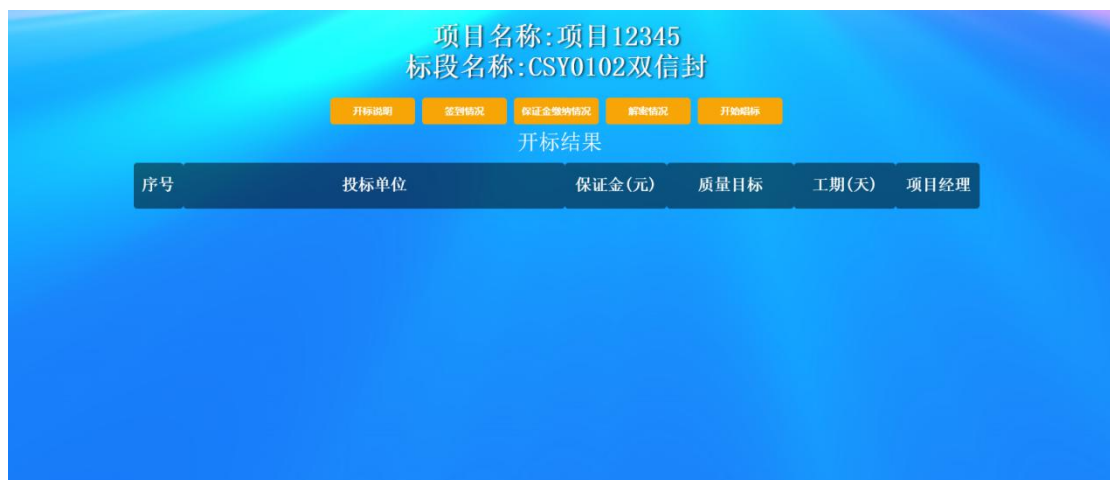 项目名称:项目12345
标段名称:CSY0102双信封
开标说明 签到情况 保证金缴纳情况 解密情况 开始唱标
开标结果
序号 投标单位 保证金(元) 质量目标 工期(天) 项目经理